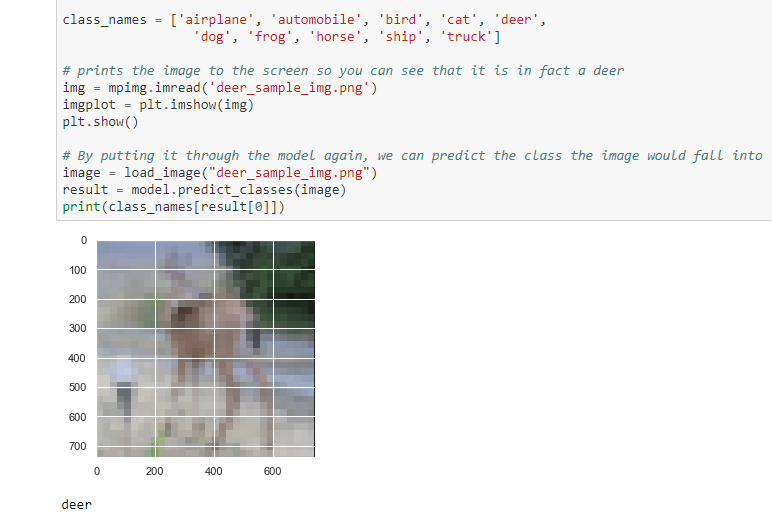 class_names = ['airplane', 'automobile', 'bird', 'cat', 'deer',
'dog', 'frog', 'horse', 'ship', 'truck']
# prints the image to the screen so you can see that it is in fact a deer
img = mpimg.imread('deer_sample_img.png')
imgplot = plt.imshow(img)
plt.show()
# By putting it through the model again, we can predict the class the image would fall into
image = load_image("deer_sample_img.png")
result = model.predict_classes(image)
print(class_names[result[0]])
0
100
200
300
400
500
600
700
0 200 400 600
deer